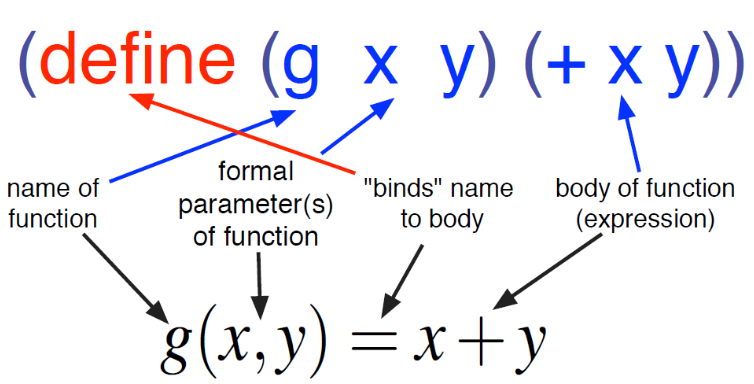 (define (g x y) (+ x y))
name of
function
formal
parameter(s)
of function
"binds" name
to body
body of function
(expression)
g(x,y) = x+y